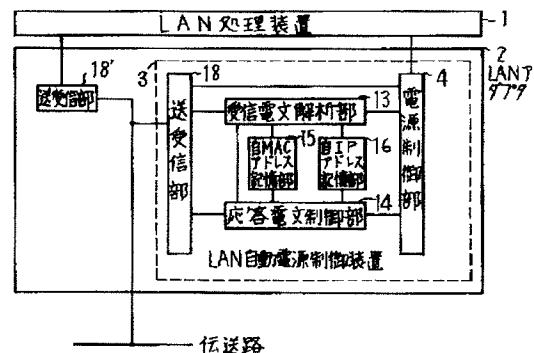 LAN処理装置
1
2
LANア
ダプタ
18'
送受信部
3
18
送受信部
4
電源制御部
13
受信電文解析部
15
自MAC
アドレス
記憶部
16
自IP
アドレス
記憶部
14
応答電文制御部
LAN自動電源制御装置
伝送路